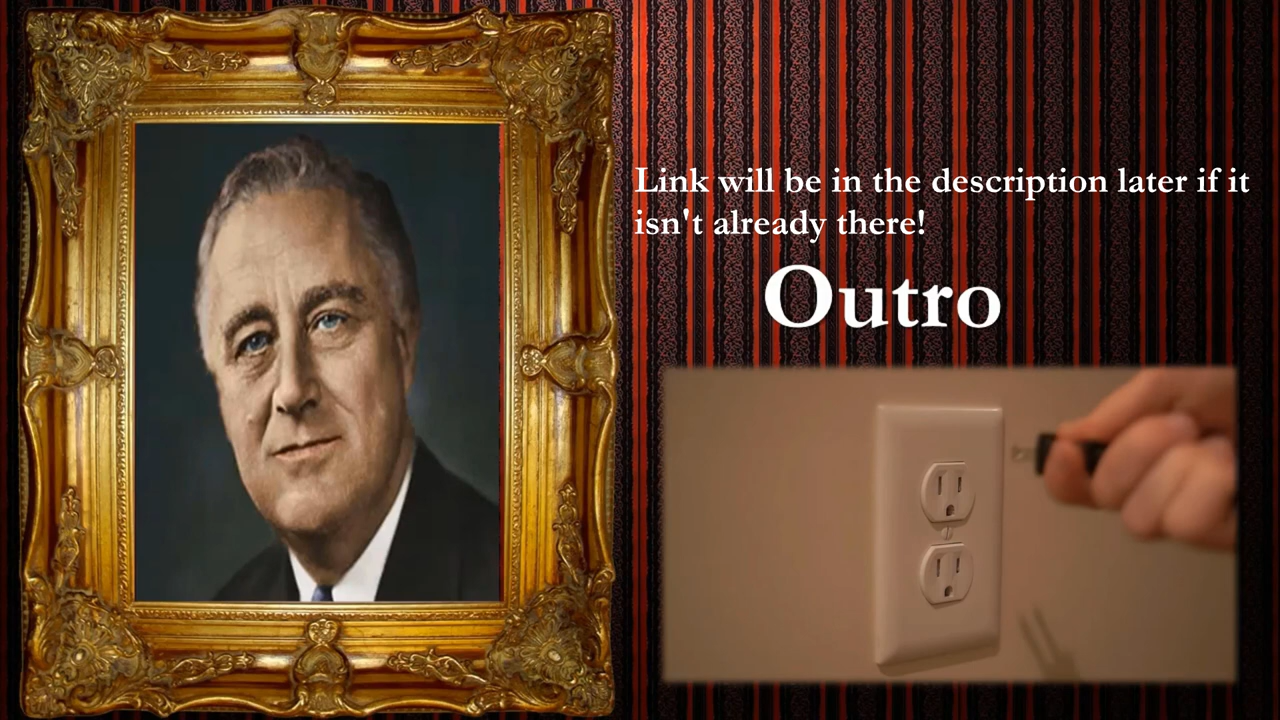 Link will be in the description later if it
isn't already there!
Outro